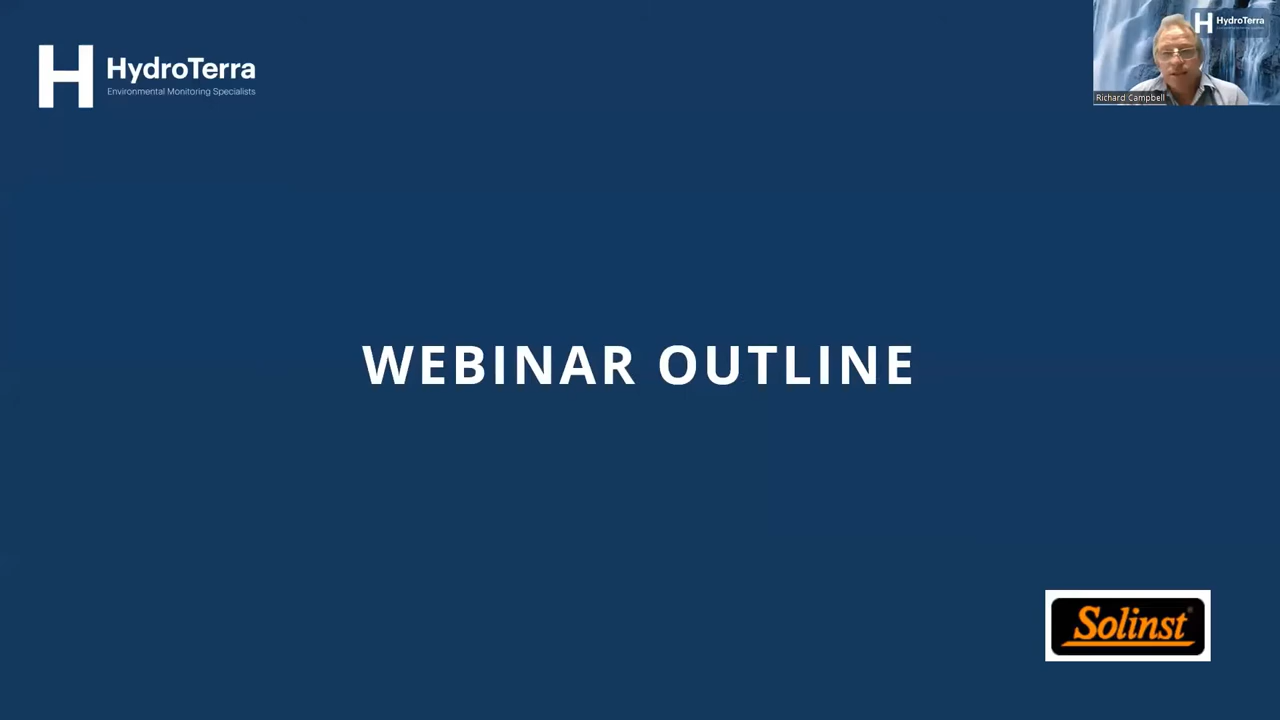 HydroTerra
Environmental Monitoring Specialists
HydroTerra
Richard Campbell
WEBINAR OUTLINE
Solinst